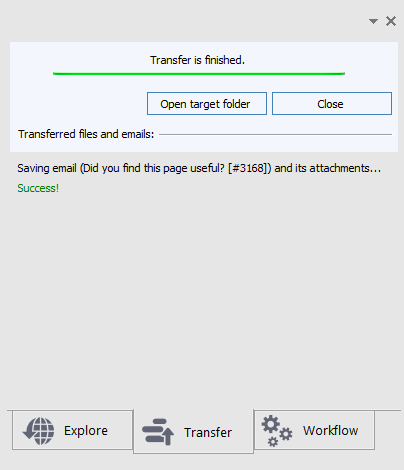 Transfer is finished.
Open target folder
Close
Transferred files and emails:
Saving email (Did you find this page useful? [#3168]) and its attachments...
Success!
Explore
Transfer
Workflow